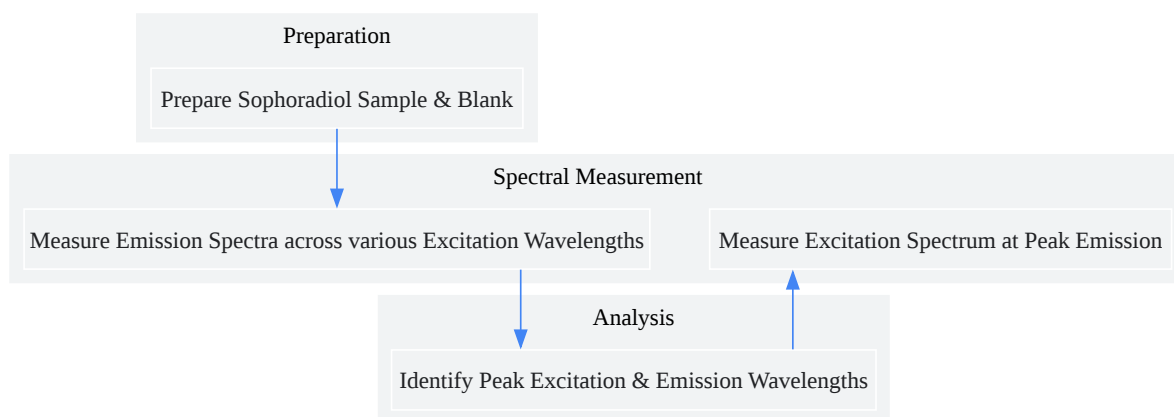 Preparation
Prepare Sophoradiol Sample & Blank
Spectral Measurement
Measure Emission Spectra across various Excitation Wavelengths
Measure Excitation Spectrum at Peak Emission
Analysis
Identify Peak Excitation & Emission Wavelengths